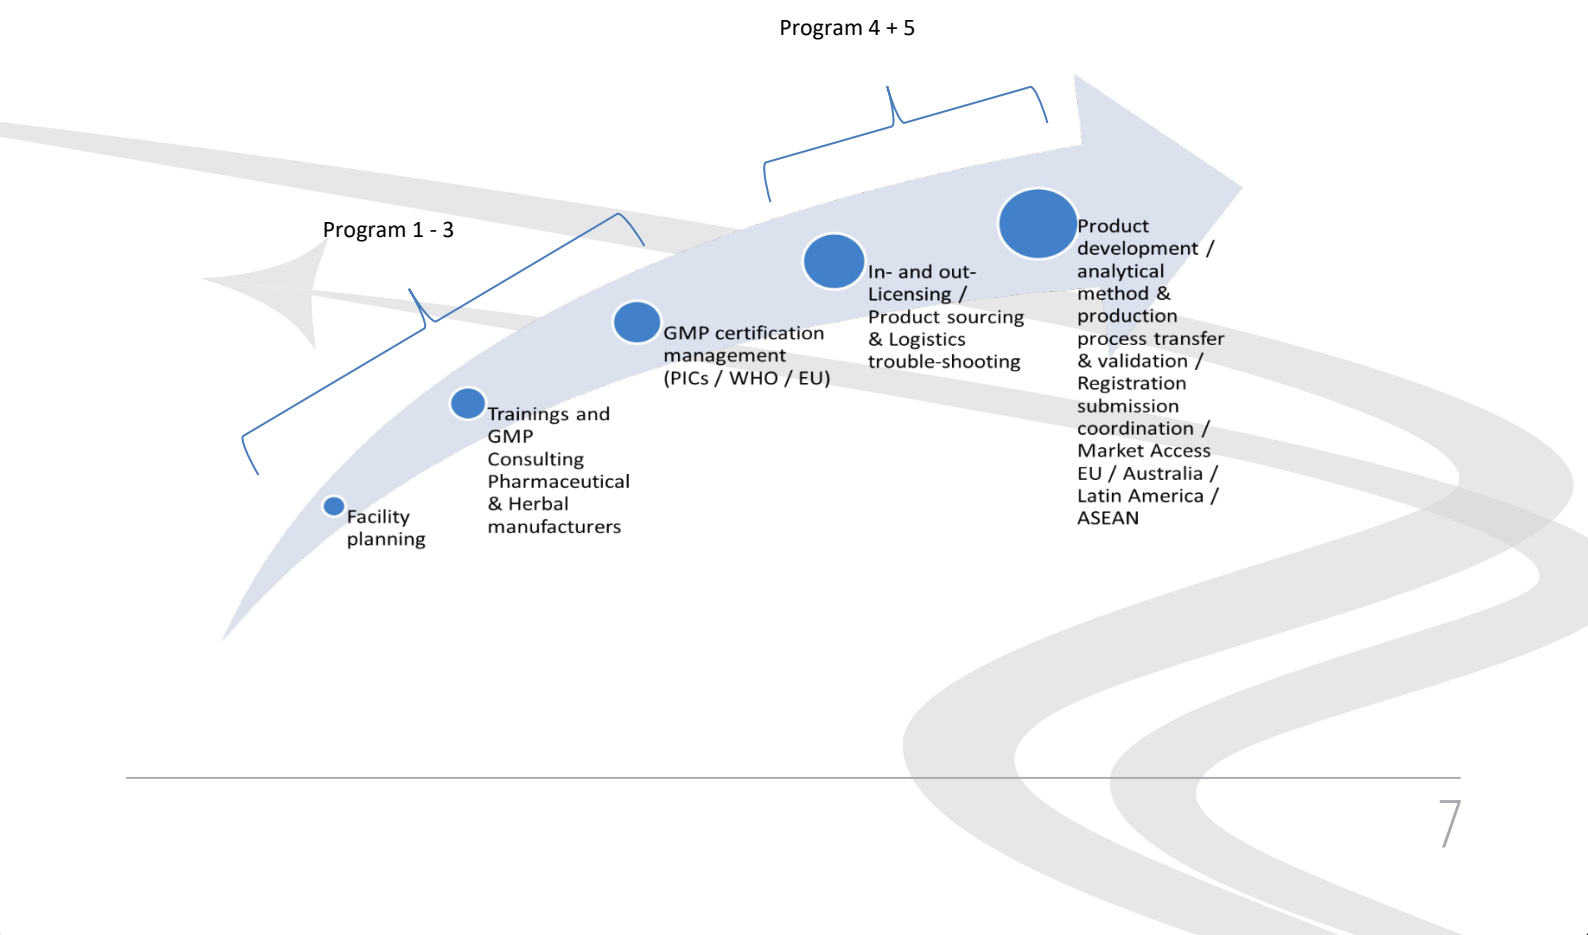 Program 4 + 5
Program 1 - 3
Facility
planning
Trainings and
GMP
Consulting
Pharmaceutical
& Herbal
manufacturers
GMP certification
management
(PICs / WHO / EU)
In- and out-
Licensing /
Product sourcing
& Logistics
trouble-shooting
Product
development /
analytical
method &
production
process transfer
& validation /
Registration
submission
coordination /
Market Access
EU / Australia /
Latin America /
ASEAN
7